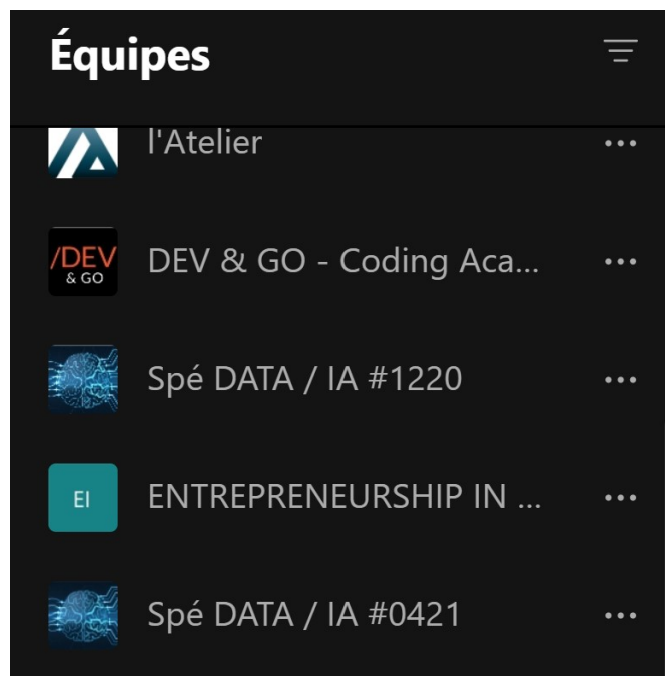 Équipes
l'Atelier
/DEV
& GO
DEV & GO - Coding Aca...
Spé DATA / IA #1220
EI
ENTREPRENEURSHIP IN ...
Spé DATA / IA #0421